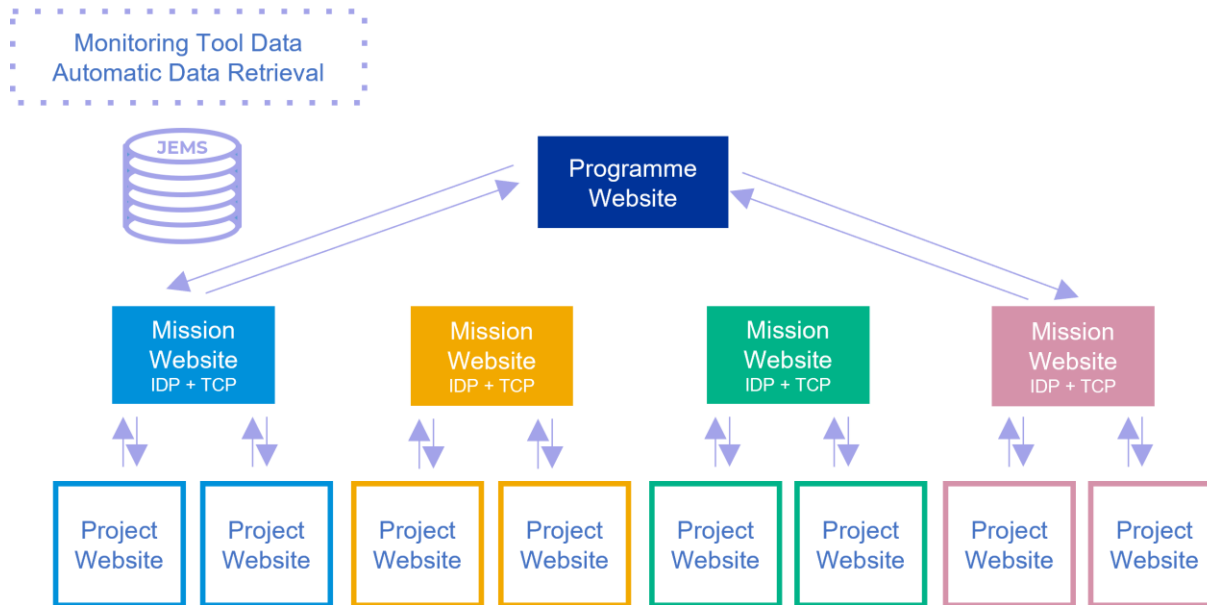 Monitoring Tool Data
Automatic Data Retrieval
JEMS
Programme
Website
Mission
Website
IDP + TCP
Mission
Website
IDP + TCP
Mission
Website
IDP + TCP
Mission
Website
IDP + TCP
Project
Website
Project
Website
Project
Website
Project
Website
Project
Website
Project
Website
Project
Website
Project
Website